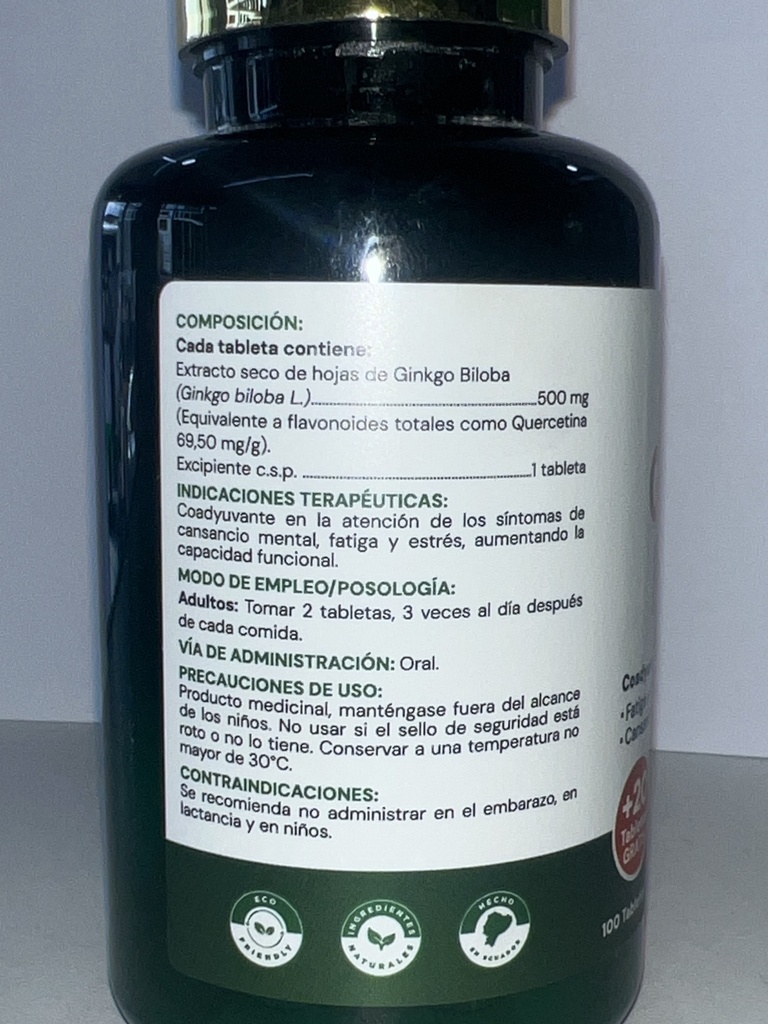 COMPOSICIÓN:
Cada tableta contiene:
Extracto seco de hojas de Ginkgo Biloba
(Ginkgo biloba L.)..............................500 mg
(Equivalente a flavonoides totales como Quercetina
69,50 mg/g).
Excipiente c.s.p. ..............................1 tableta
INDICACIONES TERAPÉUTICAS:
Coadyuvante en la atención de los síntomas de
cansancio mental, fatiga y estrés, aumentando la
capacidad funcional.
MODO DE EMPLEO/POSOLOGÍA:
Adultos: Tomar 2 tabletas, 3 veces al día después
de cada comida.
VÍA DE ADMINISTRACIÓN: Oral.
PRECAUCIONES DE USO:
Producto medicinal, manténgase fuera del alcance
de los niños. No usar si el sello de seguridad está
roto o no lo tiene. Conservar a una temperatura no
mayor de 30°C.
CONTRAINDICACIONES:
Se recomienda no administrar en el embarazo, en
lactancia y en niños.
ECO FRIENDLY
INGREDIENTES NATURALES
HECHO EN ECUADOR
100